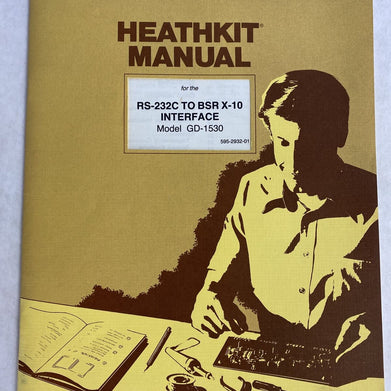 HEATHKIT®
MANUAL
for the
RS-232C TO BSR X-10
INTERFACE
Model GD-1530
595-2932-01